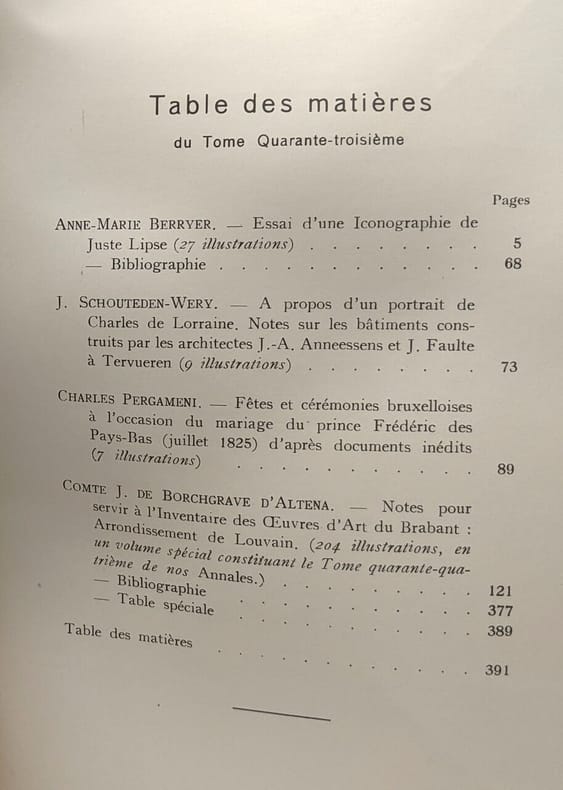 Table des matières
du Tome Quarante-troisième
Pages
ANNE-MARIE BERRYER. — Essai d'une Iconographie de
Juste Lipse (27 illustrations) . . . . . . . . 5
— Bibliographie . . . . . . . . . . . . 68
J. SCHOUTEDEN-WERY. — A propos d'un portrait de
Charles de Lorraine. Notes sur les bâtiments cons-
truits par les architectes J.-A. Anneessens et J. Faulte
à Tervueren (9 illustrations) . . . . . . . . 73
CHARLES PERGAMENI. — Fêtes et cérémonies bruxelloises
à l'occasion du mariage du prince Frédéric des
Pays-Bas (juillet 1825) d'après documents inédits
(7 illustrations) . . . . . . . . . . . 89
COMTE J. DE BORCHGRAVE D'ALTENA. — Notes pour
servir à l'Inventaire des Œuvres d'Art du Brabant :
Arrondissement de Louvain. (204 illustrations, en
un volume spécial constituant le Tome quarante-qua-
trième de nos Annales.) . . . . . . . . . 121
— Bibliographie . . . . . . . . . . . 377
— Table spéciale . . . . . . . . . . . 389
Table des matières . . . . . . . . . . . 391